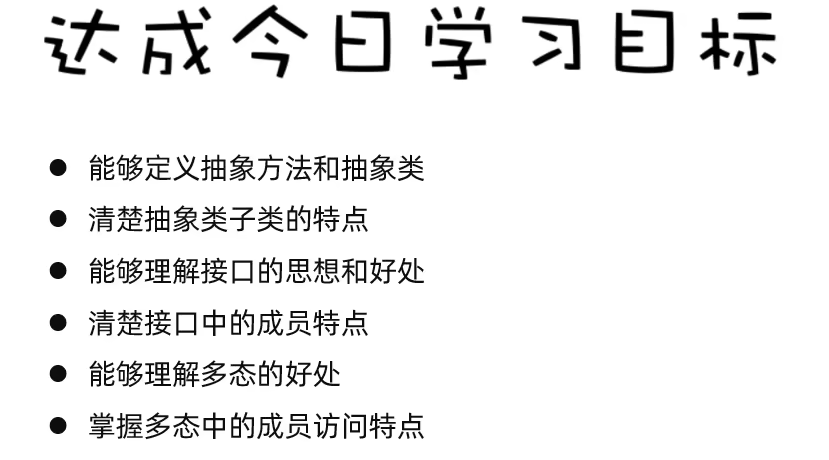 达成今日学习目标
● 能够定义抽象方法和抽象类
● 清楚抽象类子类的特点
● 能够理解接口的思想和好处
● 清楚接口中的成员特点
● 能够理解多态的好处
● 掌握多态中的成员访问特点